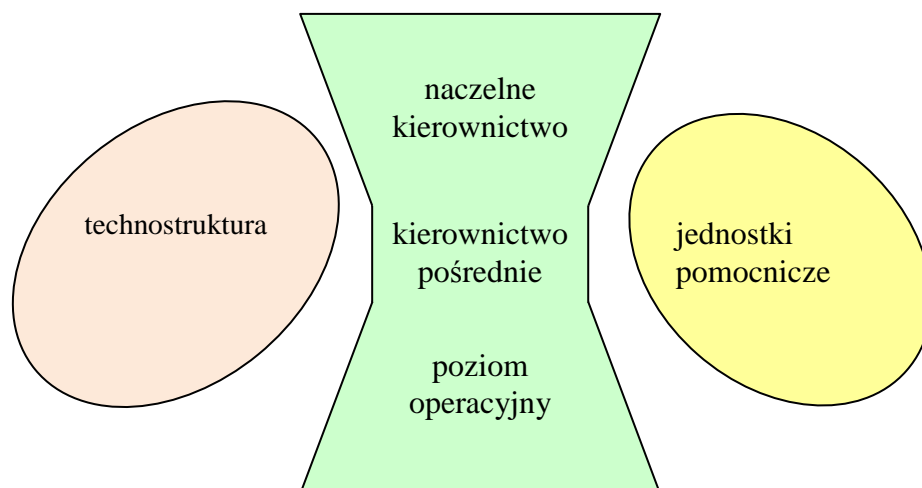 naczelne
kierownictwo
technostruktura
kierownictwo
pośrednie
jednostki
pomocnicze
poziom
operacyjny